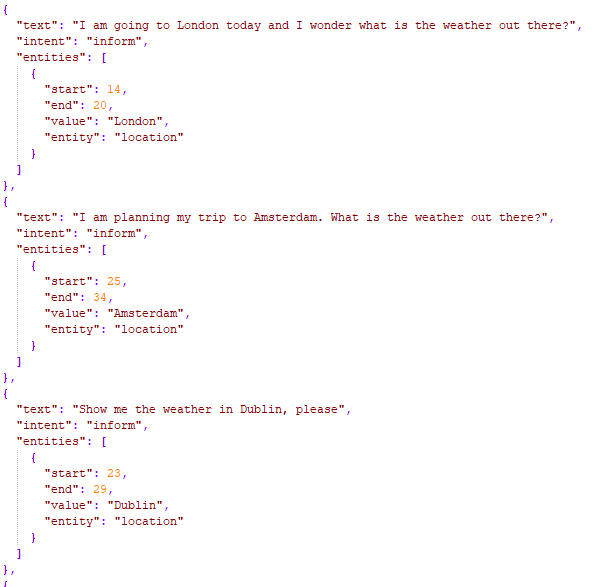 {
  "text": "I am going to London today and I wonder what is the weather out there?",
  "intent": "inform",
  "entities": [
    {
      "start": 14,
      "end": 20,
      "value": "London",
      "entity": "location"
    }
  ]
},
{
  "text": "I am planning my trip to Amsterdam. What is the weather out there?",
  "intent": "inform",
  "entities": [
    {
      "start": 25,
      "end": 34,
      "value": "Amsterdam",
      "entity": "location"
    }
  ]
},
{
  "text": "Show me the weather in Dublin, please",
  "intent": "inform",
  "entities": [
    {
      "start": 23,
      "end": 29,
      "value": "Dublin",
      "entity": "location"
    }
  ]
},
{